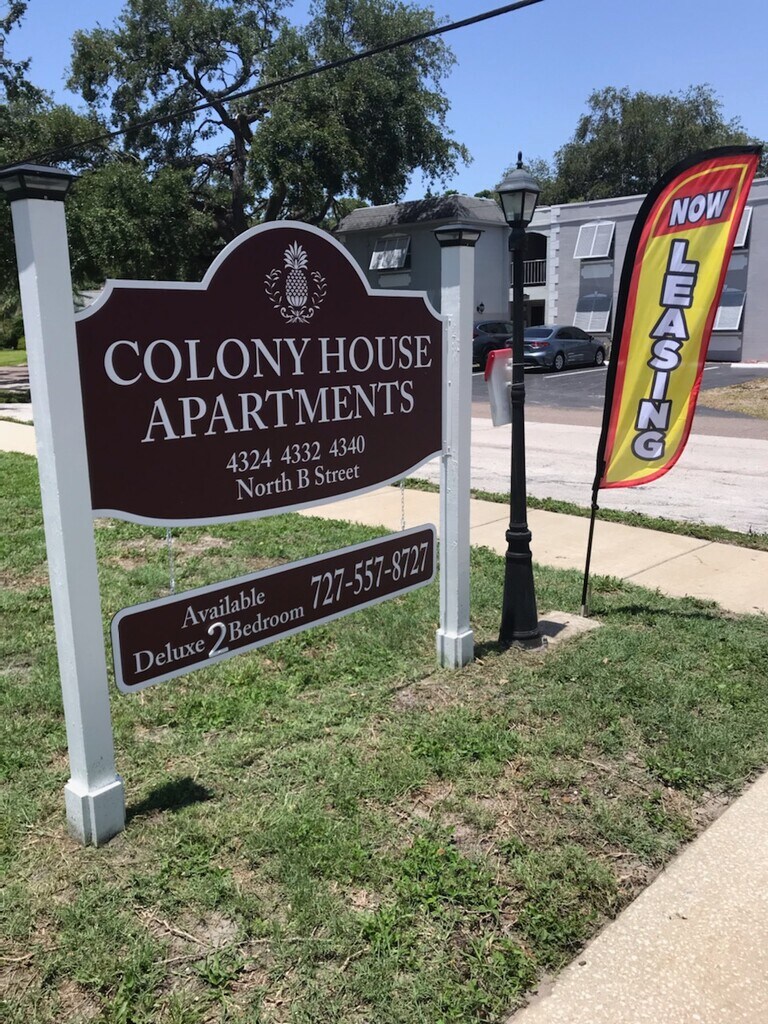 COLONY HOUSE
APARTMENTS
4324 4332 4340
North B Street
Available
Deluxe 2 Bedroom
727-557-8727
NOW
LEASING